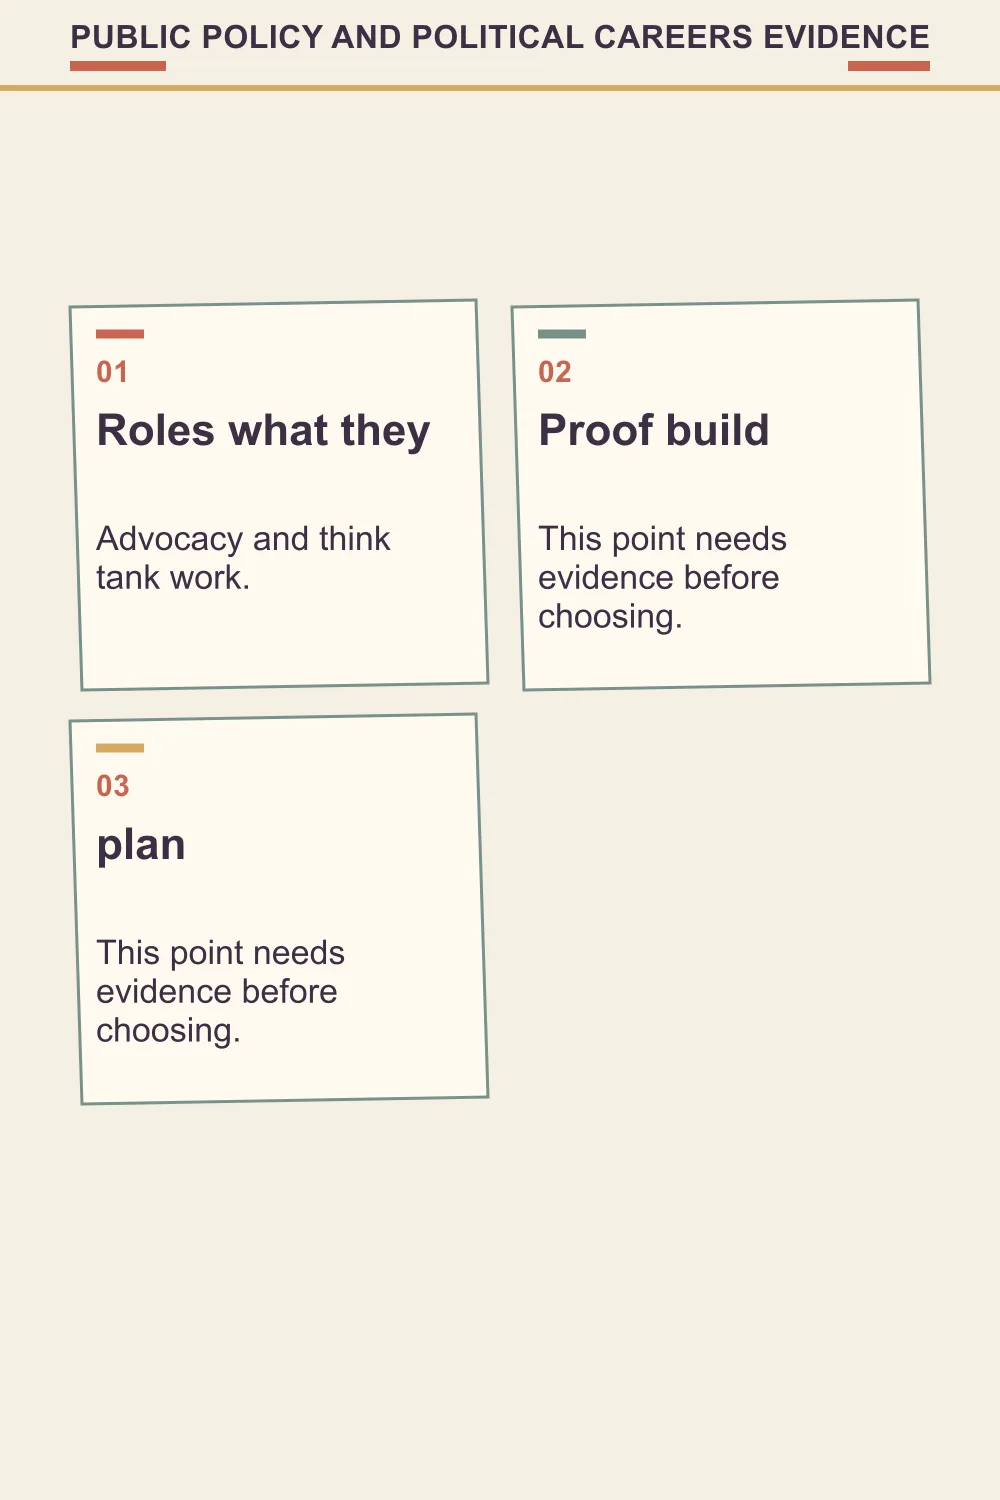 PUBLIC POLICY AND POLITICAL CAREERS EVIDENCE
01
Roles what they
Advocacy and think
tank work.
02
Proof build
This point needs
evidence before
choosing.
03
plan
This point needs
evidence before
choosing.